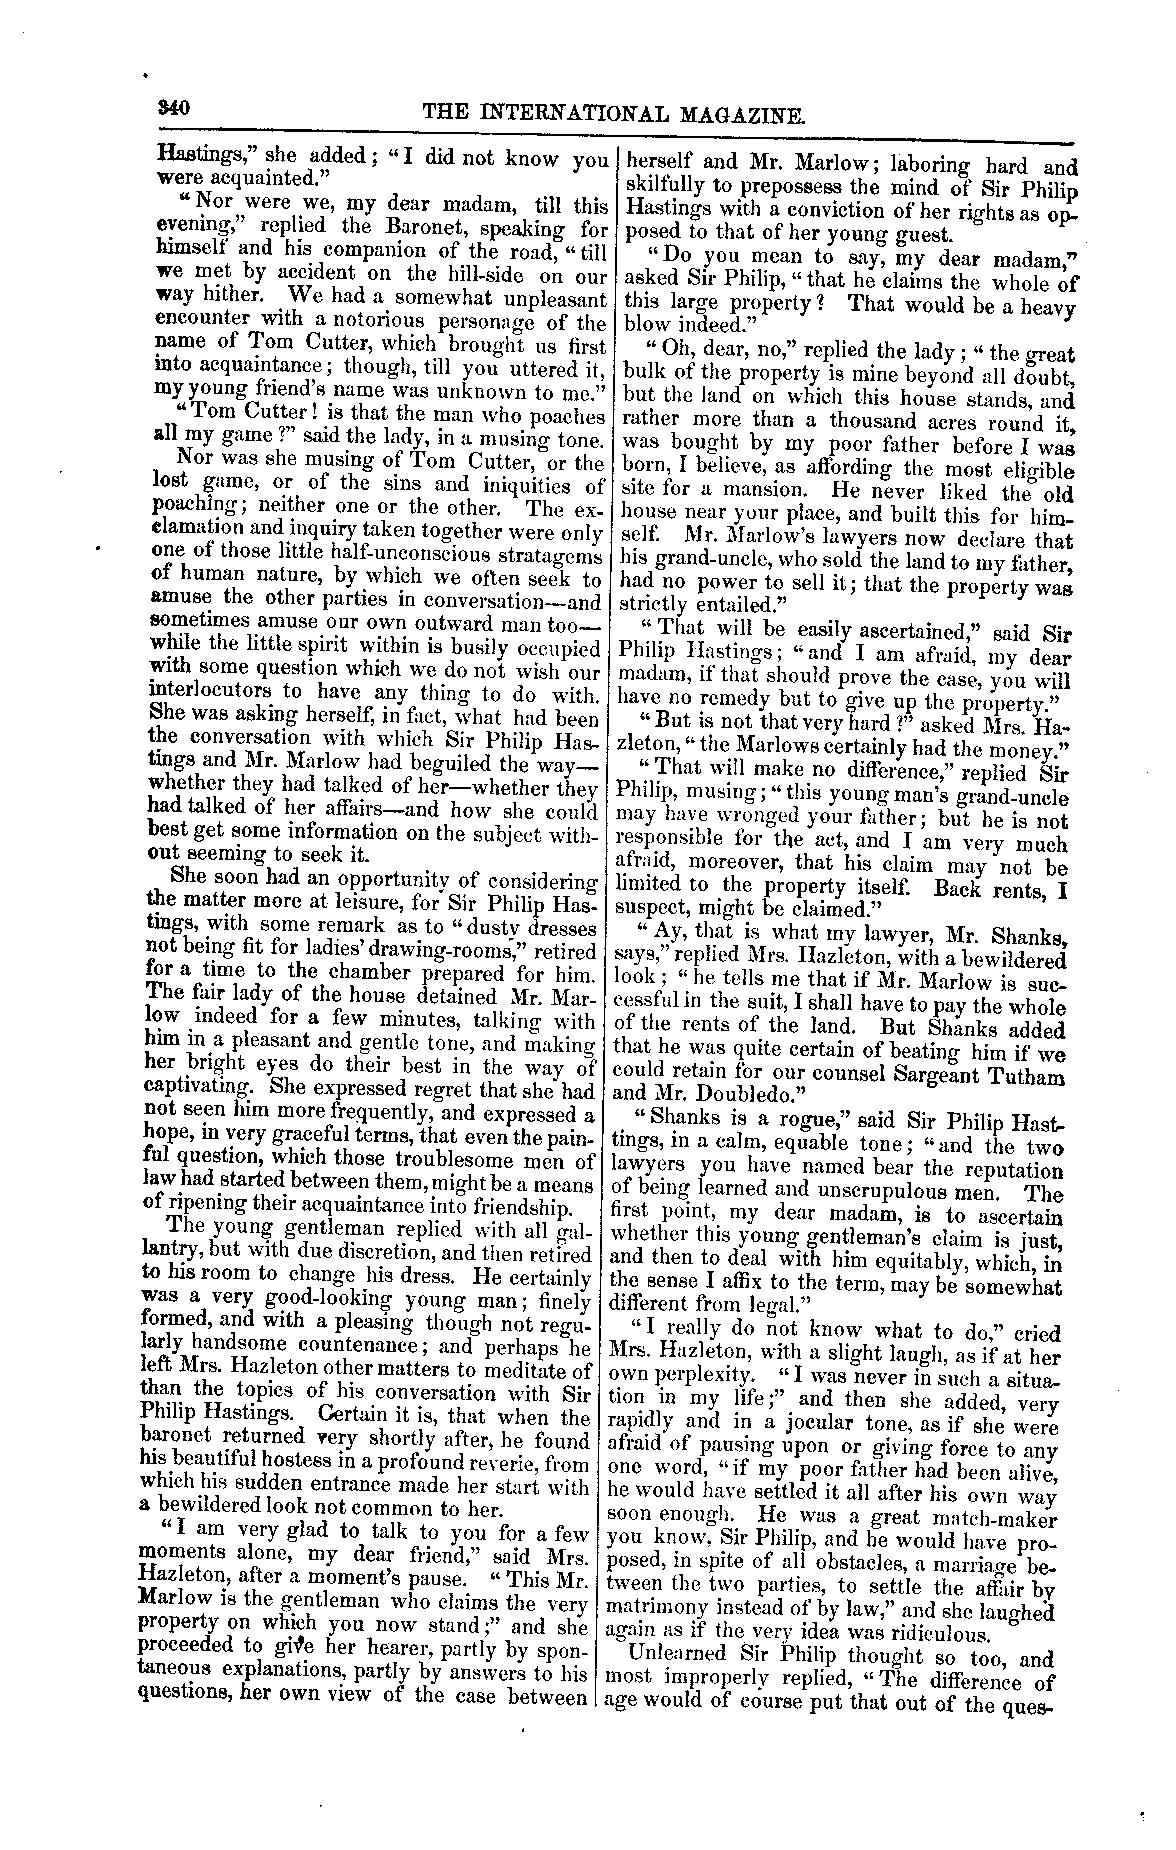 340
THE INTERNATIONAL MAGAZINE.
Hastings,” she added; “I did not know you
were acquainted.”
“Nor were we, my dear madam, till this
evening,” replied the Baronet, speaking for
himself and his companion of the road, “till
we met by accident on the hill-side on our
way hither. We had a somewhat unpleasant
encounter with a notorious personage of the
name of Tom Cutter, which brought us first
into acquaintance; though, till you uttered it,
my young friend's name was unknown to me.”
“Tom Cutter! is that the man who poaches
all my game?” said the lady, in a musing tone.
Nor was she musing of Tom Cutter, or the
lost game, or of the sins and iniquities of
poaching; neither one or the other. The ex-
clamation and inquiry taken together were only
one of those little half-unconscious stratagems
of human nature, by which we often seek to
amuse the other parties in conversation—and
sometimes amuse our own outward man too—
while the little spirit within is busily occupied
with some question which we do not wish our
interlocutors to have any thing to do with.
She was asking herself, in fact, what had been
the conversation with which Sir Philip Has-
tings and Mr. Marlow had beguiled the way—
whether they had talked of her—whether they
had talked of her affairs—and how she could
best get some information on the subject with-
out seeming to seek it.
She soon had an opportunity of considering
the matter more at leisure, for Sir Philip Has-
tings, with some remark as to “dusty dresses
not being fit for ladies' drawing-rooms,” retired
for a time to the chamber prepared for him.
The fair lady of the house detained Mr. Mar-
low indeed for a few minutes, talking with
him in a pleasant and gentle tone, and making
her bright eyes do their best in the way of
captivating. She expressed regret that she had
not seen him more frequently, and expressed a
hope, in very graceful terms, that even the pain-
ful question, which those troublesome men of
law had started between them, might be a means
of ripening their acquaintance into friendship.
The young gentleman replied with all gal-
lantry, but with due discretion, and then retired
to his room to change his dress. He certainly
was a very good-looking young man; finely
formed, and with a pleasing though not regu-
larly handsome countenance; and perhaps he
left Mrs. Hazleton other matters to meditate of
than the topics of his conversation with Sir
Philip Hastings. Certain it is, that when the
baronet returned very shortly after, he found
his beautiful hostess in a profound reverie, from
which his sudden entrance made her start with
a bewildered look not common to her.
“I am very glad to talk to you for a few
moments alone, my dear friend,” said Mrs.
Hazleton, after a moment's pause. “This Mr.
Marlow is the gentleman who claims the very
property on which you now stand;” and she
proceeded to give her hearer, partly by spon-
taneous explanations, partly by answers to his
questions, her own view of the case between
herself and Mr. Marlow; laboring hard and
skilfully to prepossess the mind of Sir Philip
Hastings with a conviction of her rights as op-
posed to that of her young guest.
“Do you mean to say, my dear madam,”
asked Sir Philip, “that he claims the whole of
this large property? That would be a heavy
blow indeed.”
“Oh, dear, no,” replied the lady; “the great
bulk of the property is mine beyond all doubt,
but the land on which this house stands, and
rather more than a thousand acres round it,
was bought by my poor father before I was
born, I believe, as affording the most eligible
site for a mansion. He never liked the old
house near your place, and built this for him-
self. Mr. Marlow's lawyers now declare that
his grand-uncle, who sold the land to my father,
had no power to sell it; that the property was
strictly entailed.”
“That will be easily ascertained,” said Sir
Philip Hastings; “and I am afraid, my dear
madam, if that should prove the case, you will
have no remedy but to give up the property.”
“But is not that very hard?” asked Mrs. Ha-
zleton, “the Marlows certainly had the money.”
“That will make no difference,” replied Sir
Philip, musing; “this young man's grand-uncle
may have wronged your father; but he is not
responsible for the act, and I am very much
afraid, moreover, that his claim may not be
limited to the property itself. Back rents, I
suspect, might be claimed.”
“Ay, that is what my lawyer, Mr. Shanks,
says,” replied Mrs. Hazleton, with a bewildered
look; “he tells me that if Mr. Marlow is suc-
cessful in the suit, I shall have to pay the whole
of the rents of the land. But Shanks added
that he was quite certain of beating him if we
could retain for our counsel Sargeant Tutham
and Mr. Doubledo.”
“Shanks is a rogue,” said Sir Philip Hast-
tings, in a calm, equable tone; “and the two
lawyers you have named bear the reputation
of being learned and unscrupulous men. The
first point, my dear madam, is to ascertain
whether this young gentleman's claim is just,
and then to deal with him equitably, which, in
the sense I affix to the term, may be somewhat
different from legal.”
“I really do not know what to do,” cried
Mrs. Hazleton, with a slight laugh, as if at her
own perplexity. “I was never in such a situa-
tion in my life;” and then she added, very
rapidly and in a jocular tone, as if she were
afraid of pausing upon or giving force to any
one word, “if my poor father had been alive,
he would have settled it all after his own way
soon enough. He was a great match-maker
you know, Sir Philip, and he would have pro-
posed, in spite of all obstacles, a marriage be-
tween the two parties, to settle the affair by
matrimony instead of by law,” and she laughed
again as if the very idea was ridiculous.
Unlearned Sir Philip thought so too, and
most improperly replied, “The difference of
age would of course put that out of the ques-